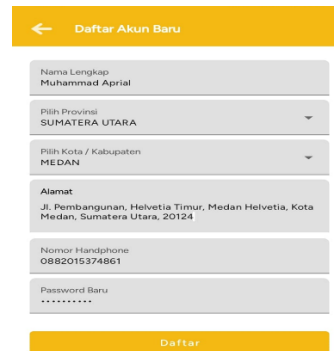 Daftar Akun Baru
Nama Lengkap
Muhammad Aprial
Pilih Provinsi
SUMATERA UTARA
Pilih Kota / Kabupaten
MEDAN
Alamat
Jl. Pembangunan, Helvetia Timur, Medan Helvetia, Kota
Medan, Sumatera Utara, 20124
Nomor Handphone
0882015374861
Password Baru
••••••••••
Daftar